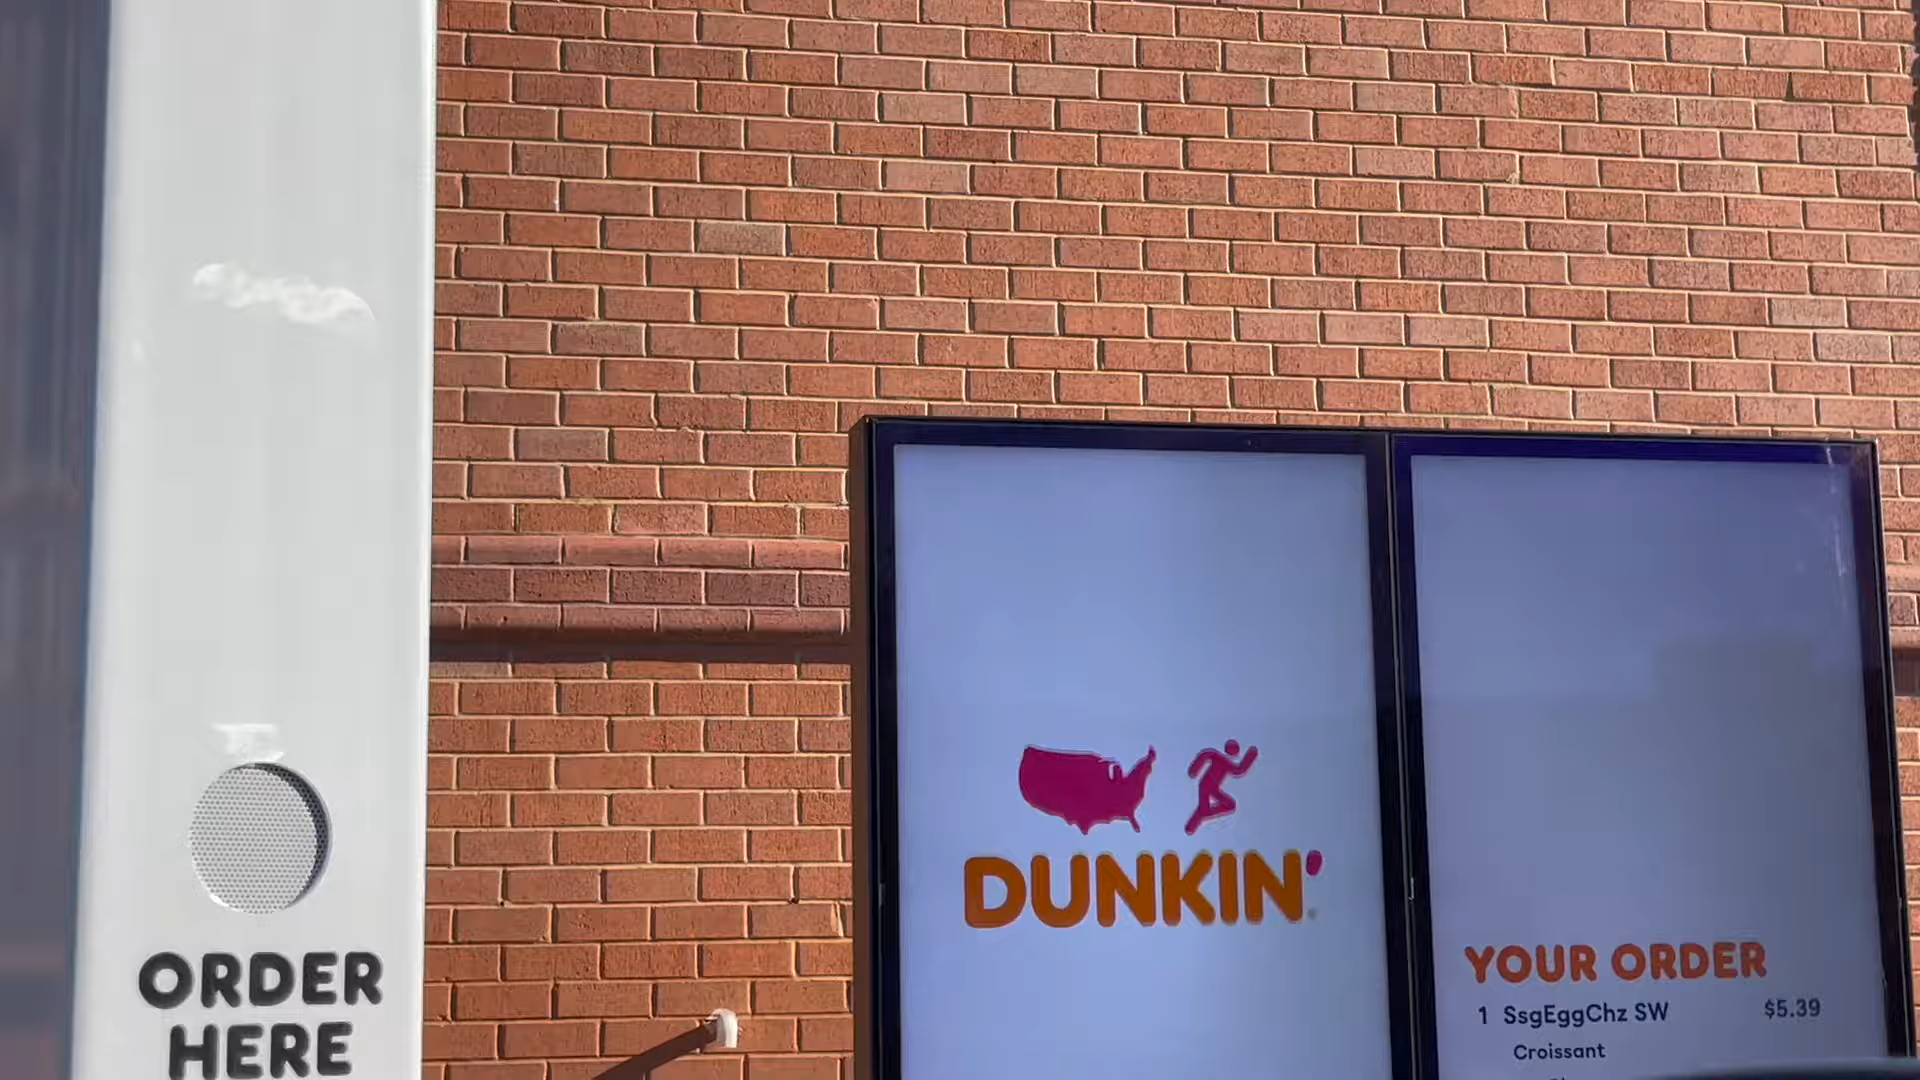 ORDER
HERE
DUNKIN'
YOUR ORDER
1 SsgEggChz SW $5.39
Croissant